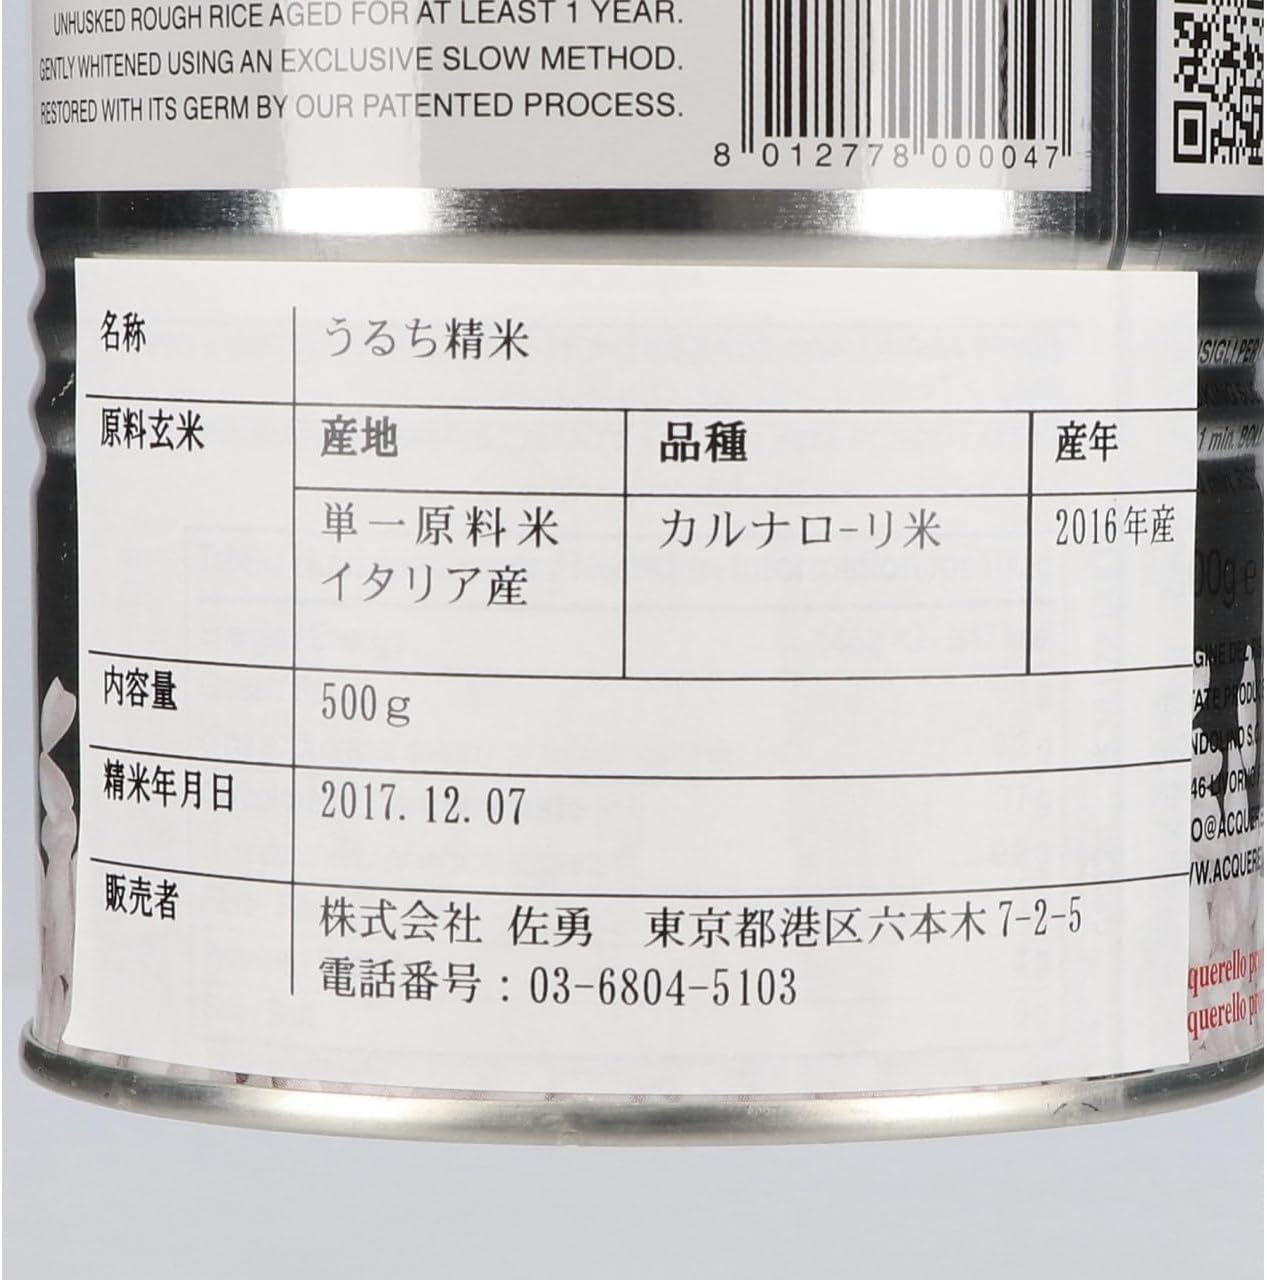 UNHUSKED ROUGH RICE AGED FOR AT LEAST 1 YEAR.
GENTLY WHITENED USING AN EXCLUSIVE SLOW METHOD.
RESTORED WITH ITS GERM BY OUR PATENTED PROCESS.
8 012778 000047
名称 うるち精米
原料玄米 産地 品種 産年
単一原料米 カルナロ-リ米 2016年産
イタリア産
内容量 500g
精米年月日 2017.12.07
販売者 株式会社 佐勇 東京都港区六本木7-2-5
電話番号:03-6804-5103
1 min.
00g e
querello
querello